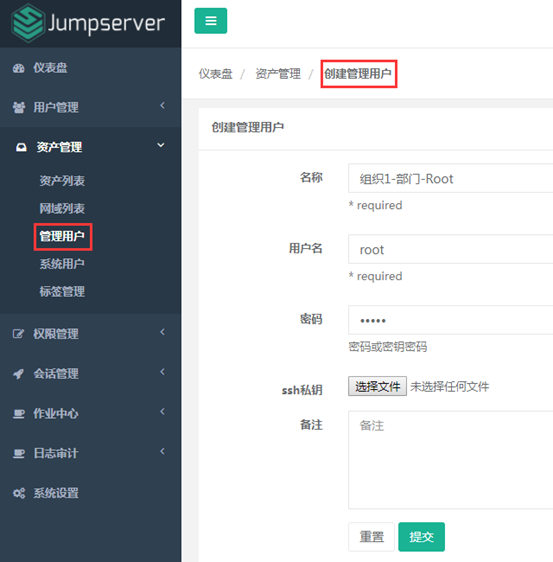 Jumpserver
仪表盘
用户管理
资产管理
资产列表
网域列表
管理用户
系统用户
标签管理
权限管理
会话管理
作业中心
日志审计
系统设置
仪表盘 / 资产管理 / 创建管理用户
创建管理用户
名称 组织1-部门-Root
* required
用户名 root
* required
密码 •••••
密码或密钥密码
ssh私钥 选择文件 未选择任何文件
备注 备注
重置 提交